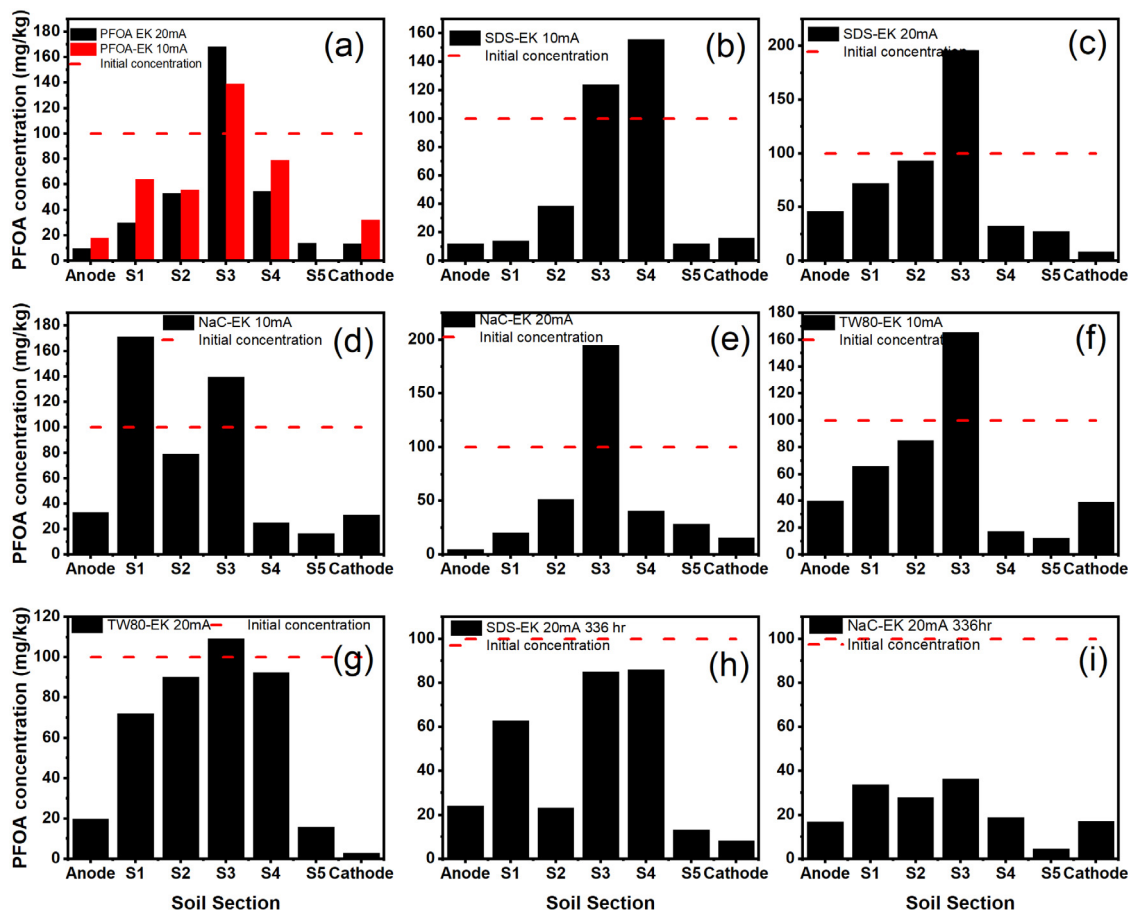 PFOA concentration (mg/kg)
180
160
140
120
100
80
60
40
20
0
PFOA EK 20mA
PFOA-EK 10mA
Initial concentration
(a)
Anode S1 S2 S3 S4 S5 Cathode
160
140
120
100
80
60
40
20
0
SDS-EK 10mA
Initial concentration
(b)
Anode S1 S2 S3 S4 S5 Cathode
200
150
100
50
0
SDS-EK 20mA
Initial concentration
(c)
Anode S1 S2 S3 S4 S5 Cathode
PFOA concentration (mg/kg)
180
160
140
120
100
80
60
40
20
0
NaC-EK 10mA
Initial concentration
(d)
Anode S1 S2 S3 S4 S5 Cathode
200
150
100
50
0
NaC-EK 20mA
Initial concentration
(e)
Anode S1 S2 S3 S4 S5 Cathode
180
160
140
120
100
80
60
40
20
0
TW80-EK 10mA
Initial concentration
(f)
Anode S1 S2 S3 S4 S5 Cathode
PFOA concentration (mg/kg)
120
100
80
60
40
20
0
TW80-EK 20mA Initial concentration
(g)
Anode S1 S2 S3 S4 S5 Cathode
Soil Section
100
80
60
40
20
0
SDS-EK 20mA 336 hr
Initial concentration
(h)
Anode S1 S2 S3 S4 S5 Cathode
Soil Section
100
80
60
40
20
0
NaC-EK 20mA 336hr
Initial concentration
(i)
Anode S1 S2 S3 S4 S5 Cathode
Soil Section